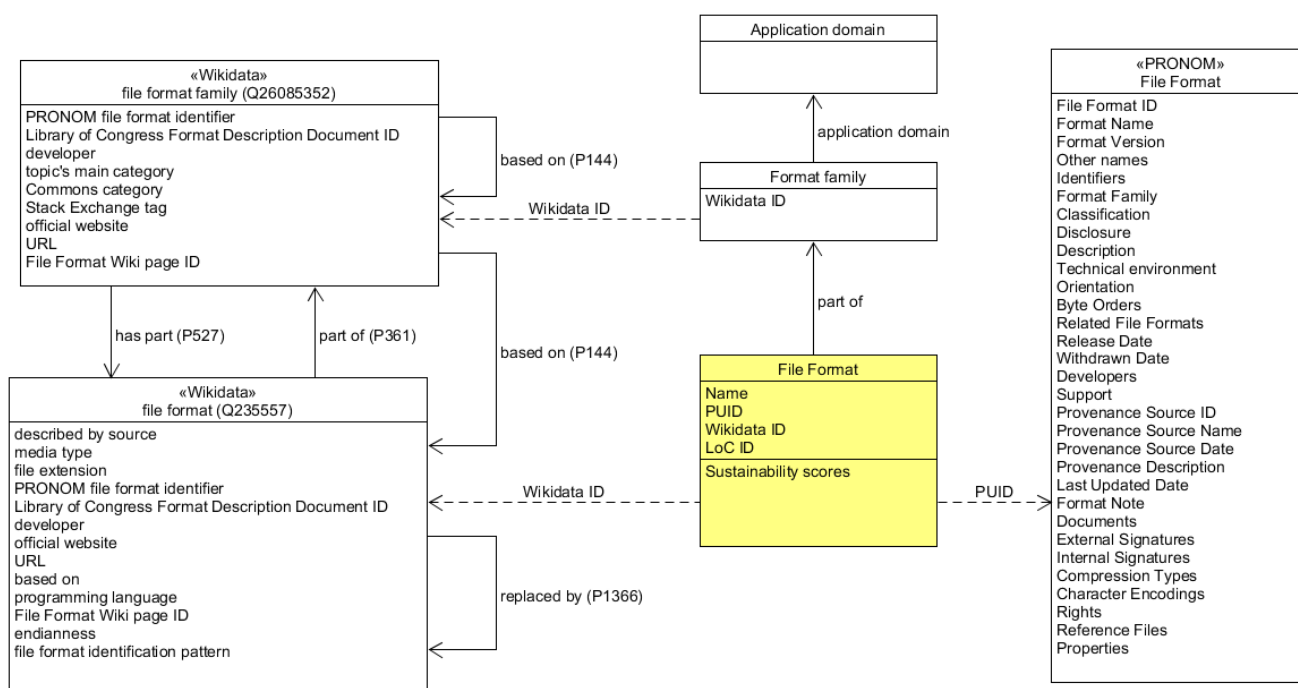 «Wikidata»
file format family (Q26085352)
PRONOM file format identifier
Library of Congress Format Description Document ID
developer
topic's main category
Commons category
Stack Exchange tag
official website
URL
File Format Wiki page ID
based on (P144)
based on (P144)
has part (P527)
part of (P361)
«Wikidata»
file format (Q235557)
described by source
media type
file extension
PRONOM file format identifier
Library of Congress Format Description Document ID
developer
official website
URL
based on
programming language
File Format Wiki page ID
endianness
file format identification pattern
replaced by (P1366)
Wikidata ID
Wikidata ID
Application domain
application domain
Format family
Wikidata ID
part of
File Format
Name
PUID
Wikidata ID
LoC ID
Sustainability scores
PUID
«PRONOM»
File Format
File Format ID
Format Name
Format Version
Other names
Identifiers
Format Family
Classification
Disclosure
Description
Technical environment
Orientation
Byte Orders
Related File Formats
Release Date
Withdrawn Date
Developers
Support
Provenance Source ID
Provenance Source Name
Provenance Source Date
Provenance Description
Last Updated Date
Format Note
Documents
External Signatures
Internal Signatures
Compression Types
Character Encodings
Rights
Reference Files
Properties